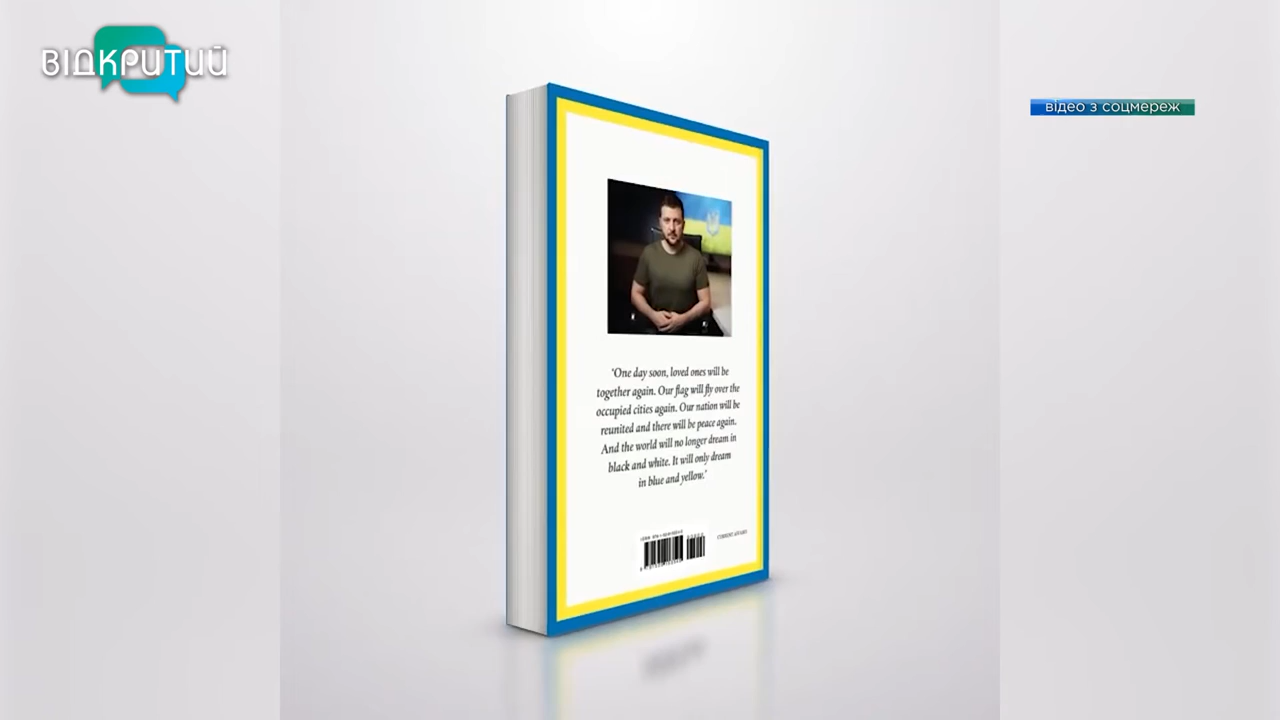 ВІДКРИТИЙ
відео з соцмереж
'One day soon, loved ones will be
together again. Our flag will fly over the
occupied cities again. Our nation will be
reunited and there will be peace again.
And the world will no longer dream in
black and white. It will only dream
in blue and yellow.'
CURRENT AFFAIRS